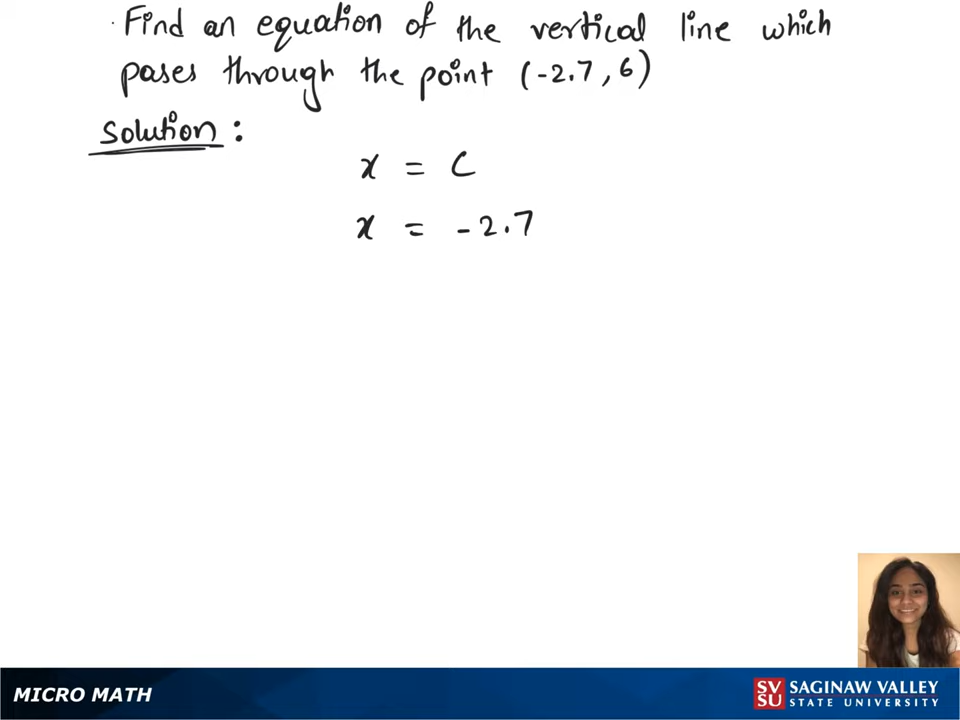 Find an equation of the vertical line which
pases through the point (-2.7, 6)
Solution:
x = C
x = -2.7
MICRO MATH
SV SU SAGINAW VALLEY
STATE UNIVERSITY